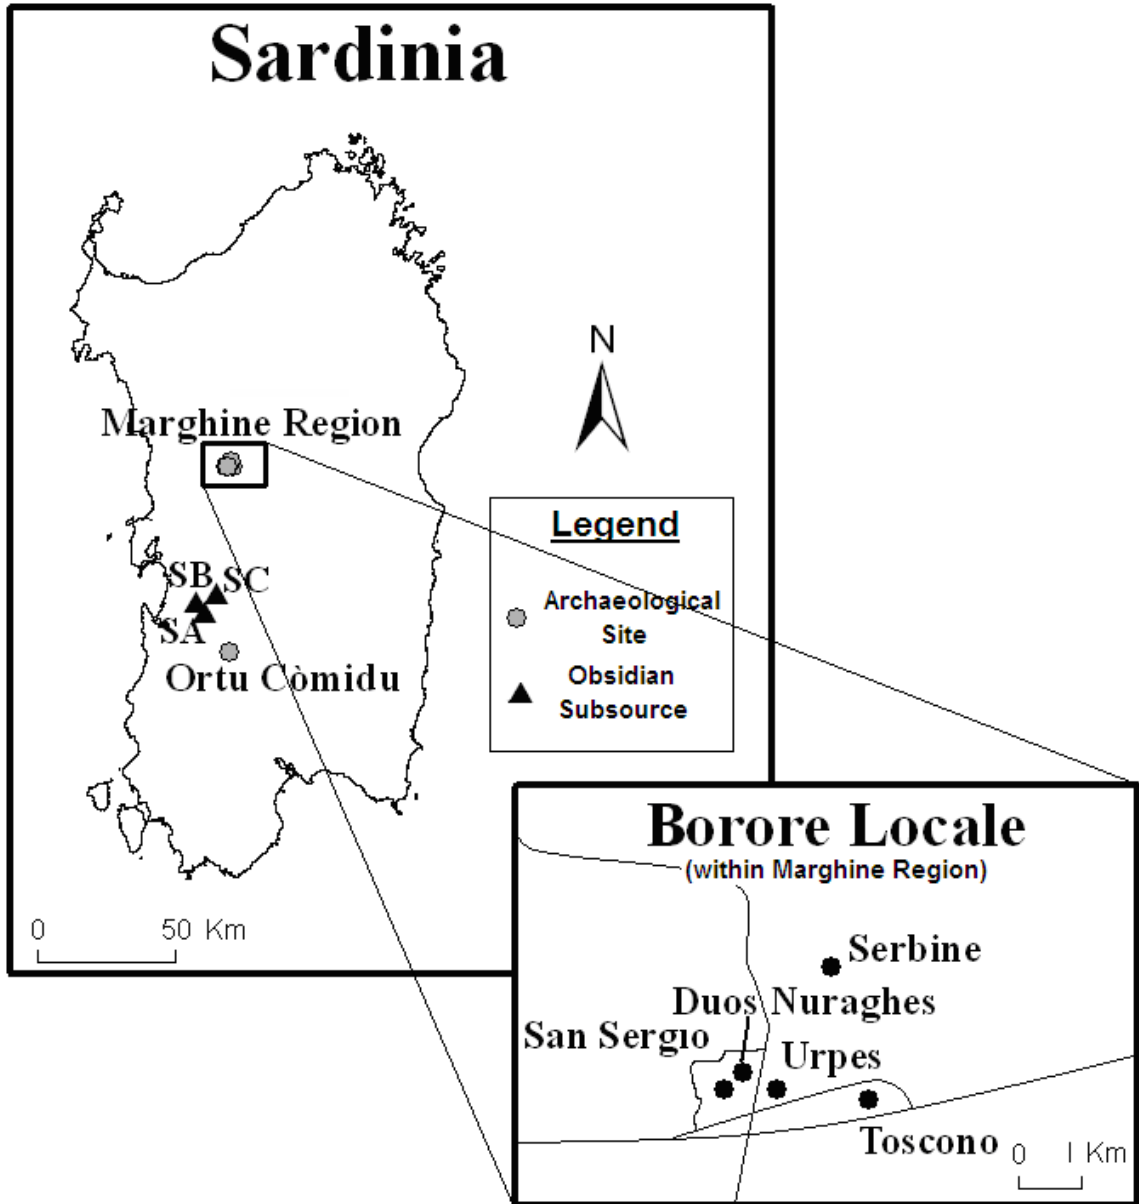 Sardinia
N
Marghine Region
Legend
SB
SC
Archaeological
Site
SA
Obsidian
Subsource
Ortu Còmidu
Borore Locale
(within Marghine Region)
0 50 Km
Serbine
Duos Nuraghes
San Sergio
Urpes
Toscono
0 1 Km